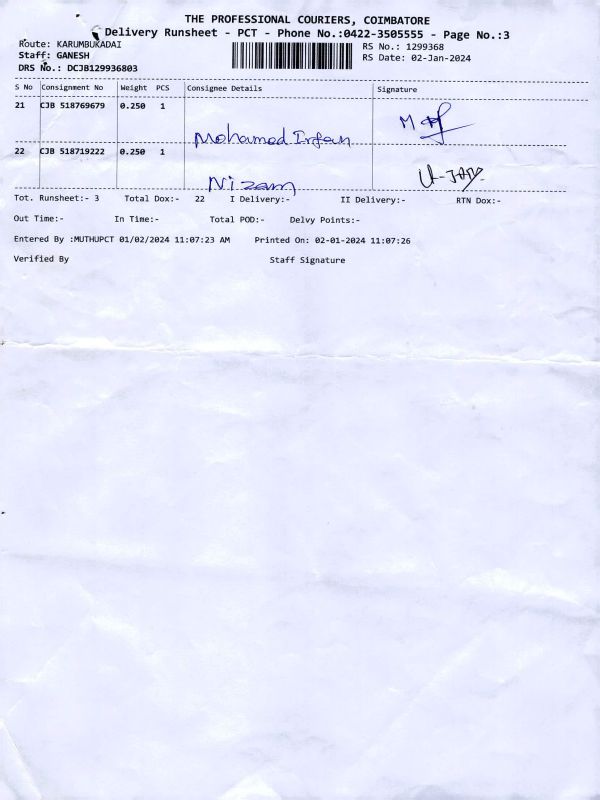 THE PROFESSIONAL COURIERS, COIMBATORE
Delivery Runsheet - PCT - Phone No.:0422-3505555 - Page No.:3
Route: KARUMBUKADAI
RS No.: 1299368
Staff: GANESH
RS Date: 02-Jan-2024
DRS No.: DCJB129936803
S No Consignment No Weight PCS Consignee Details Signature
21 CJB 518769679 0.250 1
Mohamed Irfan
22 CJB 518719222 0.250 1
Nizam
Tot. Runsheet:- 3 Total Dox:- 22 I Delivery:- II Delivery:- RTN Dox:-
Out Time:- In Time:- Total POD:- Delvy Points:-
Entered By :MUTHUPCT 01/02/2024 11:07:23 AM Printed On: 02-01-2024 11:07:26
Verified By Staff Signature